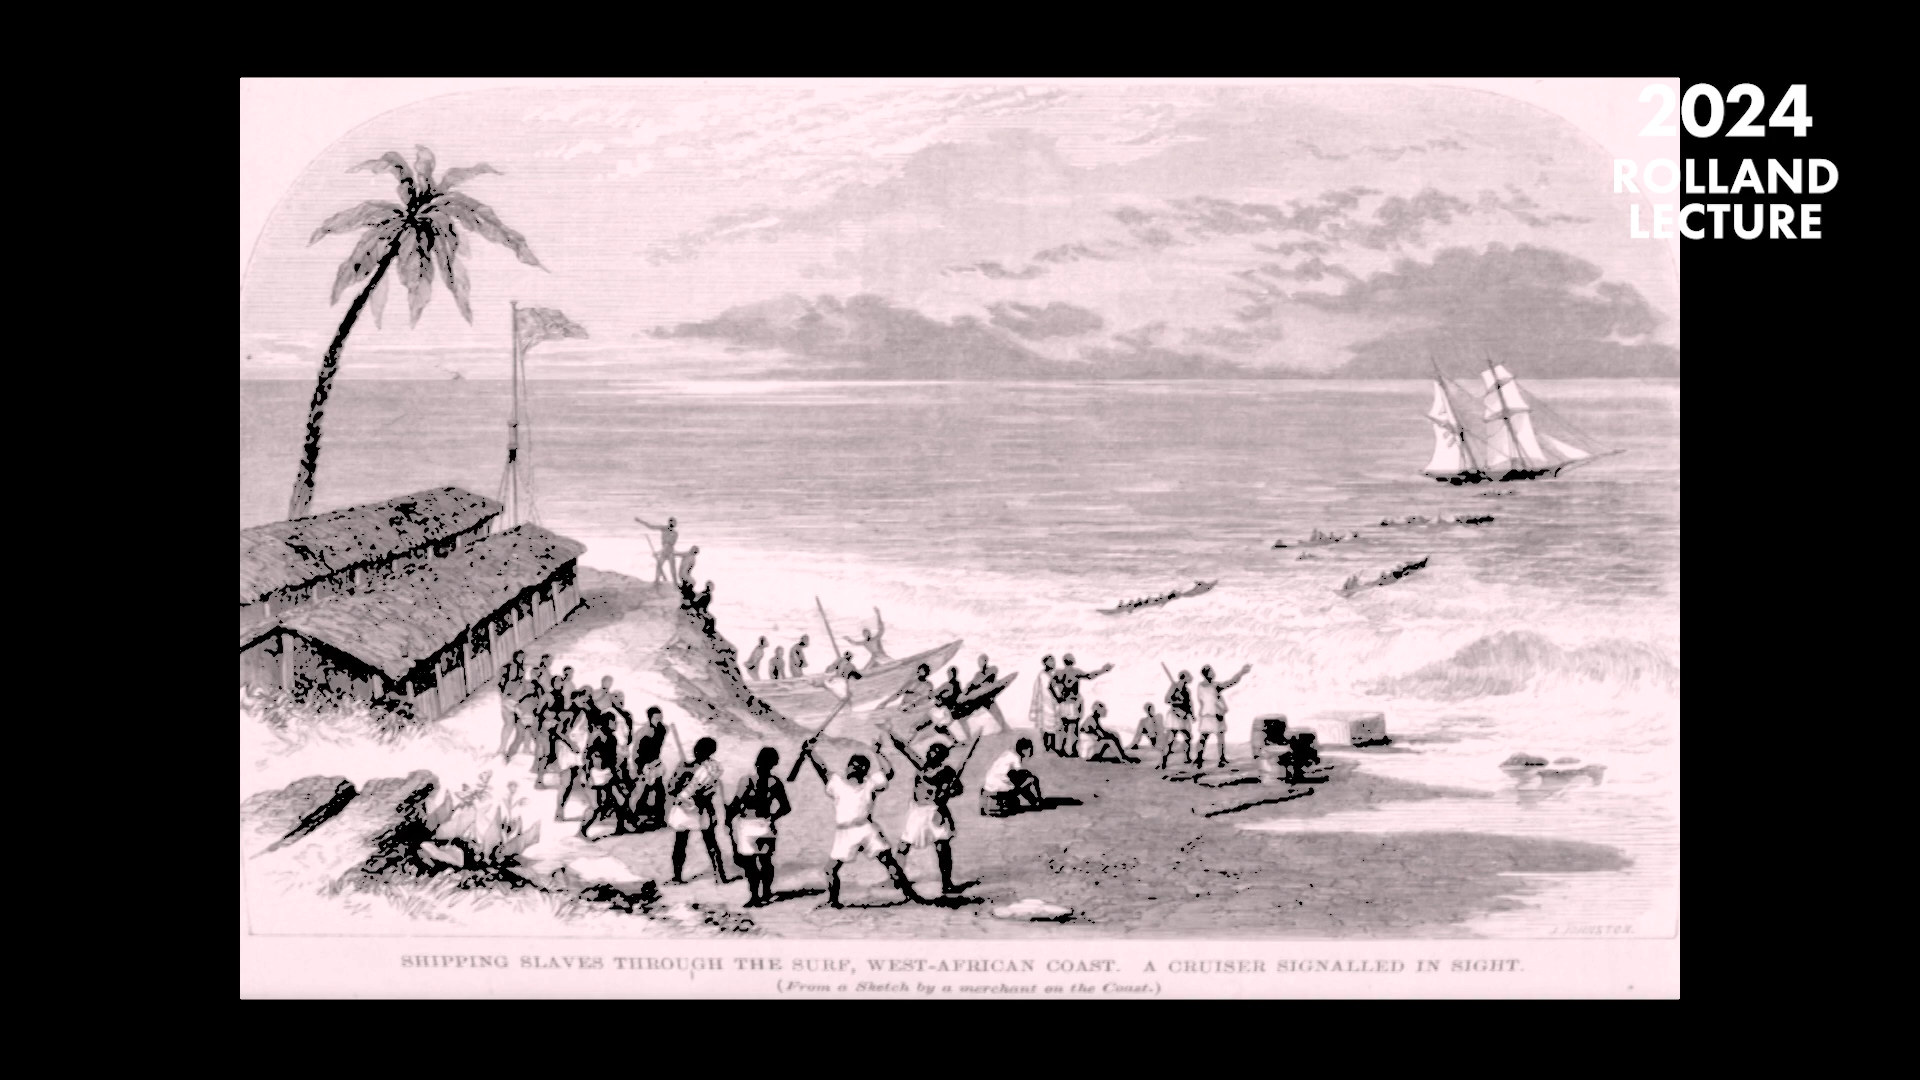 2024
ROLLAND
LECTURE
J. JOHNSTON.
SHIPPING SLAVES THROUGH THE SURF, WEST-AFRICAN COAST. A CRUISER SIGNALLED IN SIGHT.
(From a Sketch by a merchant on the Coast.)